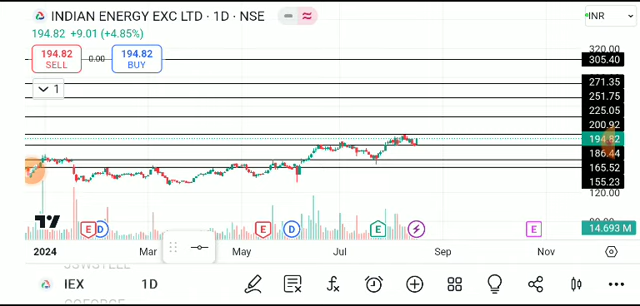 INDIAN ENERGY EXC LTD · 1D · NSE
INR
194.82 +9.01 (+4.85%)
194.82 0.00 194.82
SELL BUY
1
320.00
305.40
271.35
251.75
225.05
200.92
194.82
186.44
165.52
155.23
120.00
14.693 M
E D E D E E
2024 Mar May Jul Sep Nov
IEX 1D